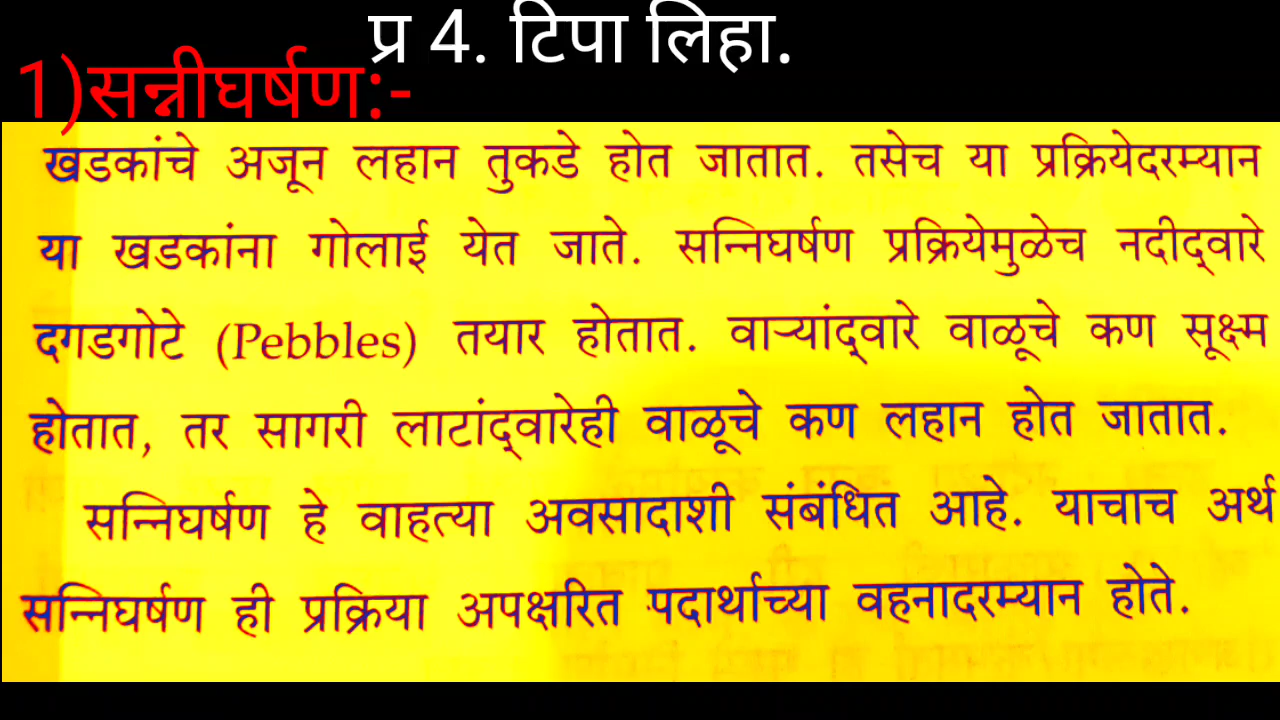 प्र 4. टिपा लिहा.
1)सन्नीघर्षण:-
खडकांचे अजून लहान तुकडे होत जातात. तसेच या प्रक्रियेदरम्यान
या खडकांना गोलाई येत जाते. सन्निघर्षण प्रक्रियेमुळेच नदीद्‌वारे
दगडगोटे (Pebbles) तयार होतात. वाऱ्यांद्‌वारे वाळूचे कण सूक्ष्म
होतात, तर सागरी लाटांद्‌वारेही वाळूचे कण लहान होत जातात.
सन्निघर्षण हे वाहत्या अवसादाशी संबंधित आहे. याचाच अर्थ
सन्निघर्षण ही प्रक्रिया अपक्षरित पदार्थाच्या वहनादरम्यान होते.